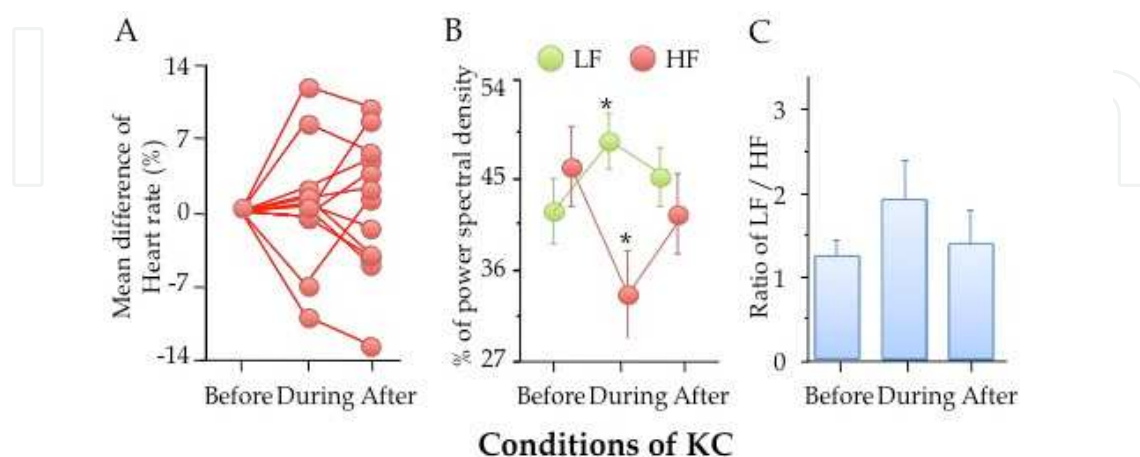 A
Mean difference of
Heart rate (%)
14
7
0
-7
-14
Before During After
B
LF HF
% of power spectral density
54
45
36
27
*
*
Before During After
C
Ratio of LF / HF
3
2
1
0
Before During After
Conditions of KC